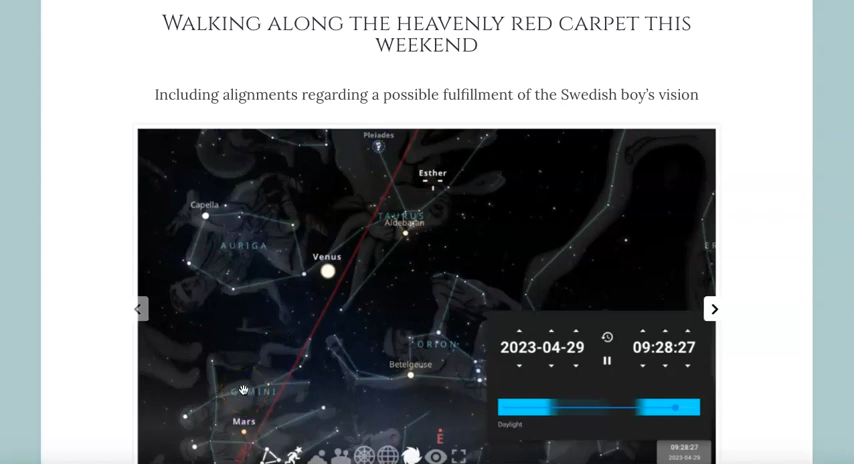 Walking along the heavenly red carpet this
weekend
Including alignments regarding a possible fulfillment of the Swedish boy's vision
Pleiades
Esther
Capella
TAURUS
Aldebaran
AURIGA
Venus
ORION
2023-04-29 09:28:27
Betelgeuse
GEMINI
Mars
E
Daylight
09:28:27
2023-04-29